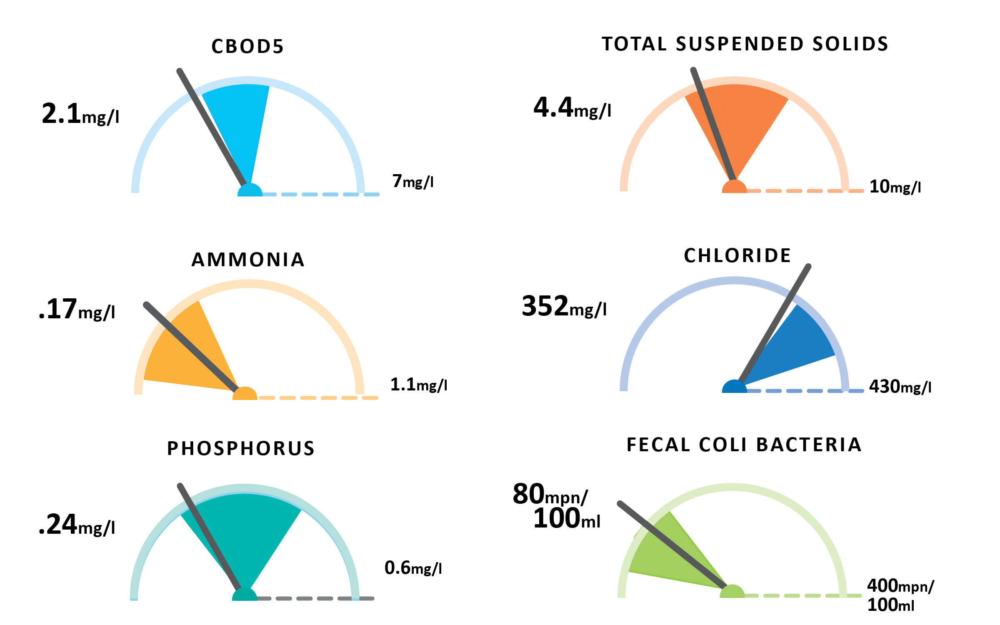 CBOD5
2.1mg/l
7mg/l
TOTAL SUSPENDED SOLIDS
4.4mg/l
10mg/l
AMMONIA
.17mg/l
1.1mg/l
CHLORIDE
352mg/l
430mg/l
PHOSPHORUS
.24mg/l
0.6mg/l
FECAL COLI BACTERIA
80mpn/
100ml
400mpn/
100ml